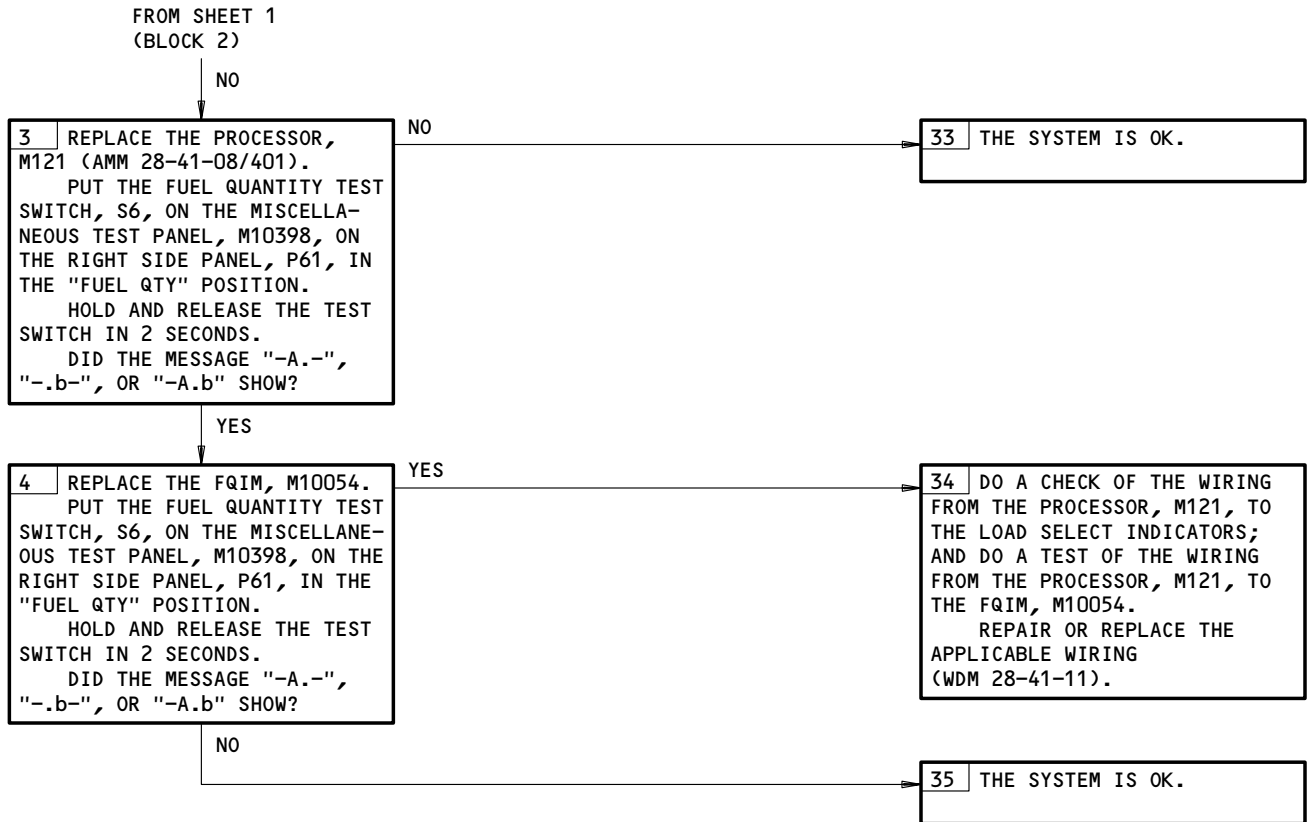 FROM SHEET 1
(BLOCK 2)
NO
3 REPLACE THE PROCESSOR,
M121 (AMM 28-41-08/401).
PUT THE FUEL QUANTITY TEST
SWITCH, S6, ON THE MISCELLA-
NEOUS TEST PANEL, M10398, ON
THE RIGHT SIDE PANEL, P61, IN
THE "FUEL QTY" POSITION.
HOLD AND RELEASE THE TEST
SWITCH IN 2 SECONDS.
DID THE MESSAGE "-A.-",
"-.b-", OR "-A.b" SHOW?
NO
33 THE SYSTEM IS OK.
YES
4 REPLACE THE FQIM, M10054.
PUT THE FUEL QUANTITY TEST
SWITCH, S6, ON THE MISCELLANE-
OUS TEST PANEL, M10398, ON THE
RIGHT SIDE PANEL, P61, IN THE
"FUEL QTY" POSITION.
HOLD AND RELEASE THE TEST
SWITCH IN 2 SECONDS.
DID THE MESSAGE "-A.-",
"-.b-", OR "-A.b" SHOW?
YES
34 DO A CHECK OF THE WIRING
FROM THE PROCESSOR, M121, TO
THE LOAD SELECT INDICATORS;
AND DO A TEST OF THE WIRING
FROM THE PROCESSOR, M121, TO
THE FQIM, M10054.
REPAIR OR REPLACE THE
APPLICABLE WIRING
(WDM 28-41-11).
NO
35 THE SYSTEM IS OK.